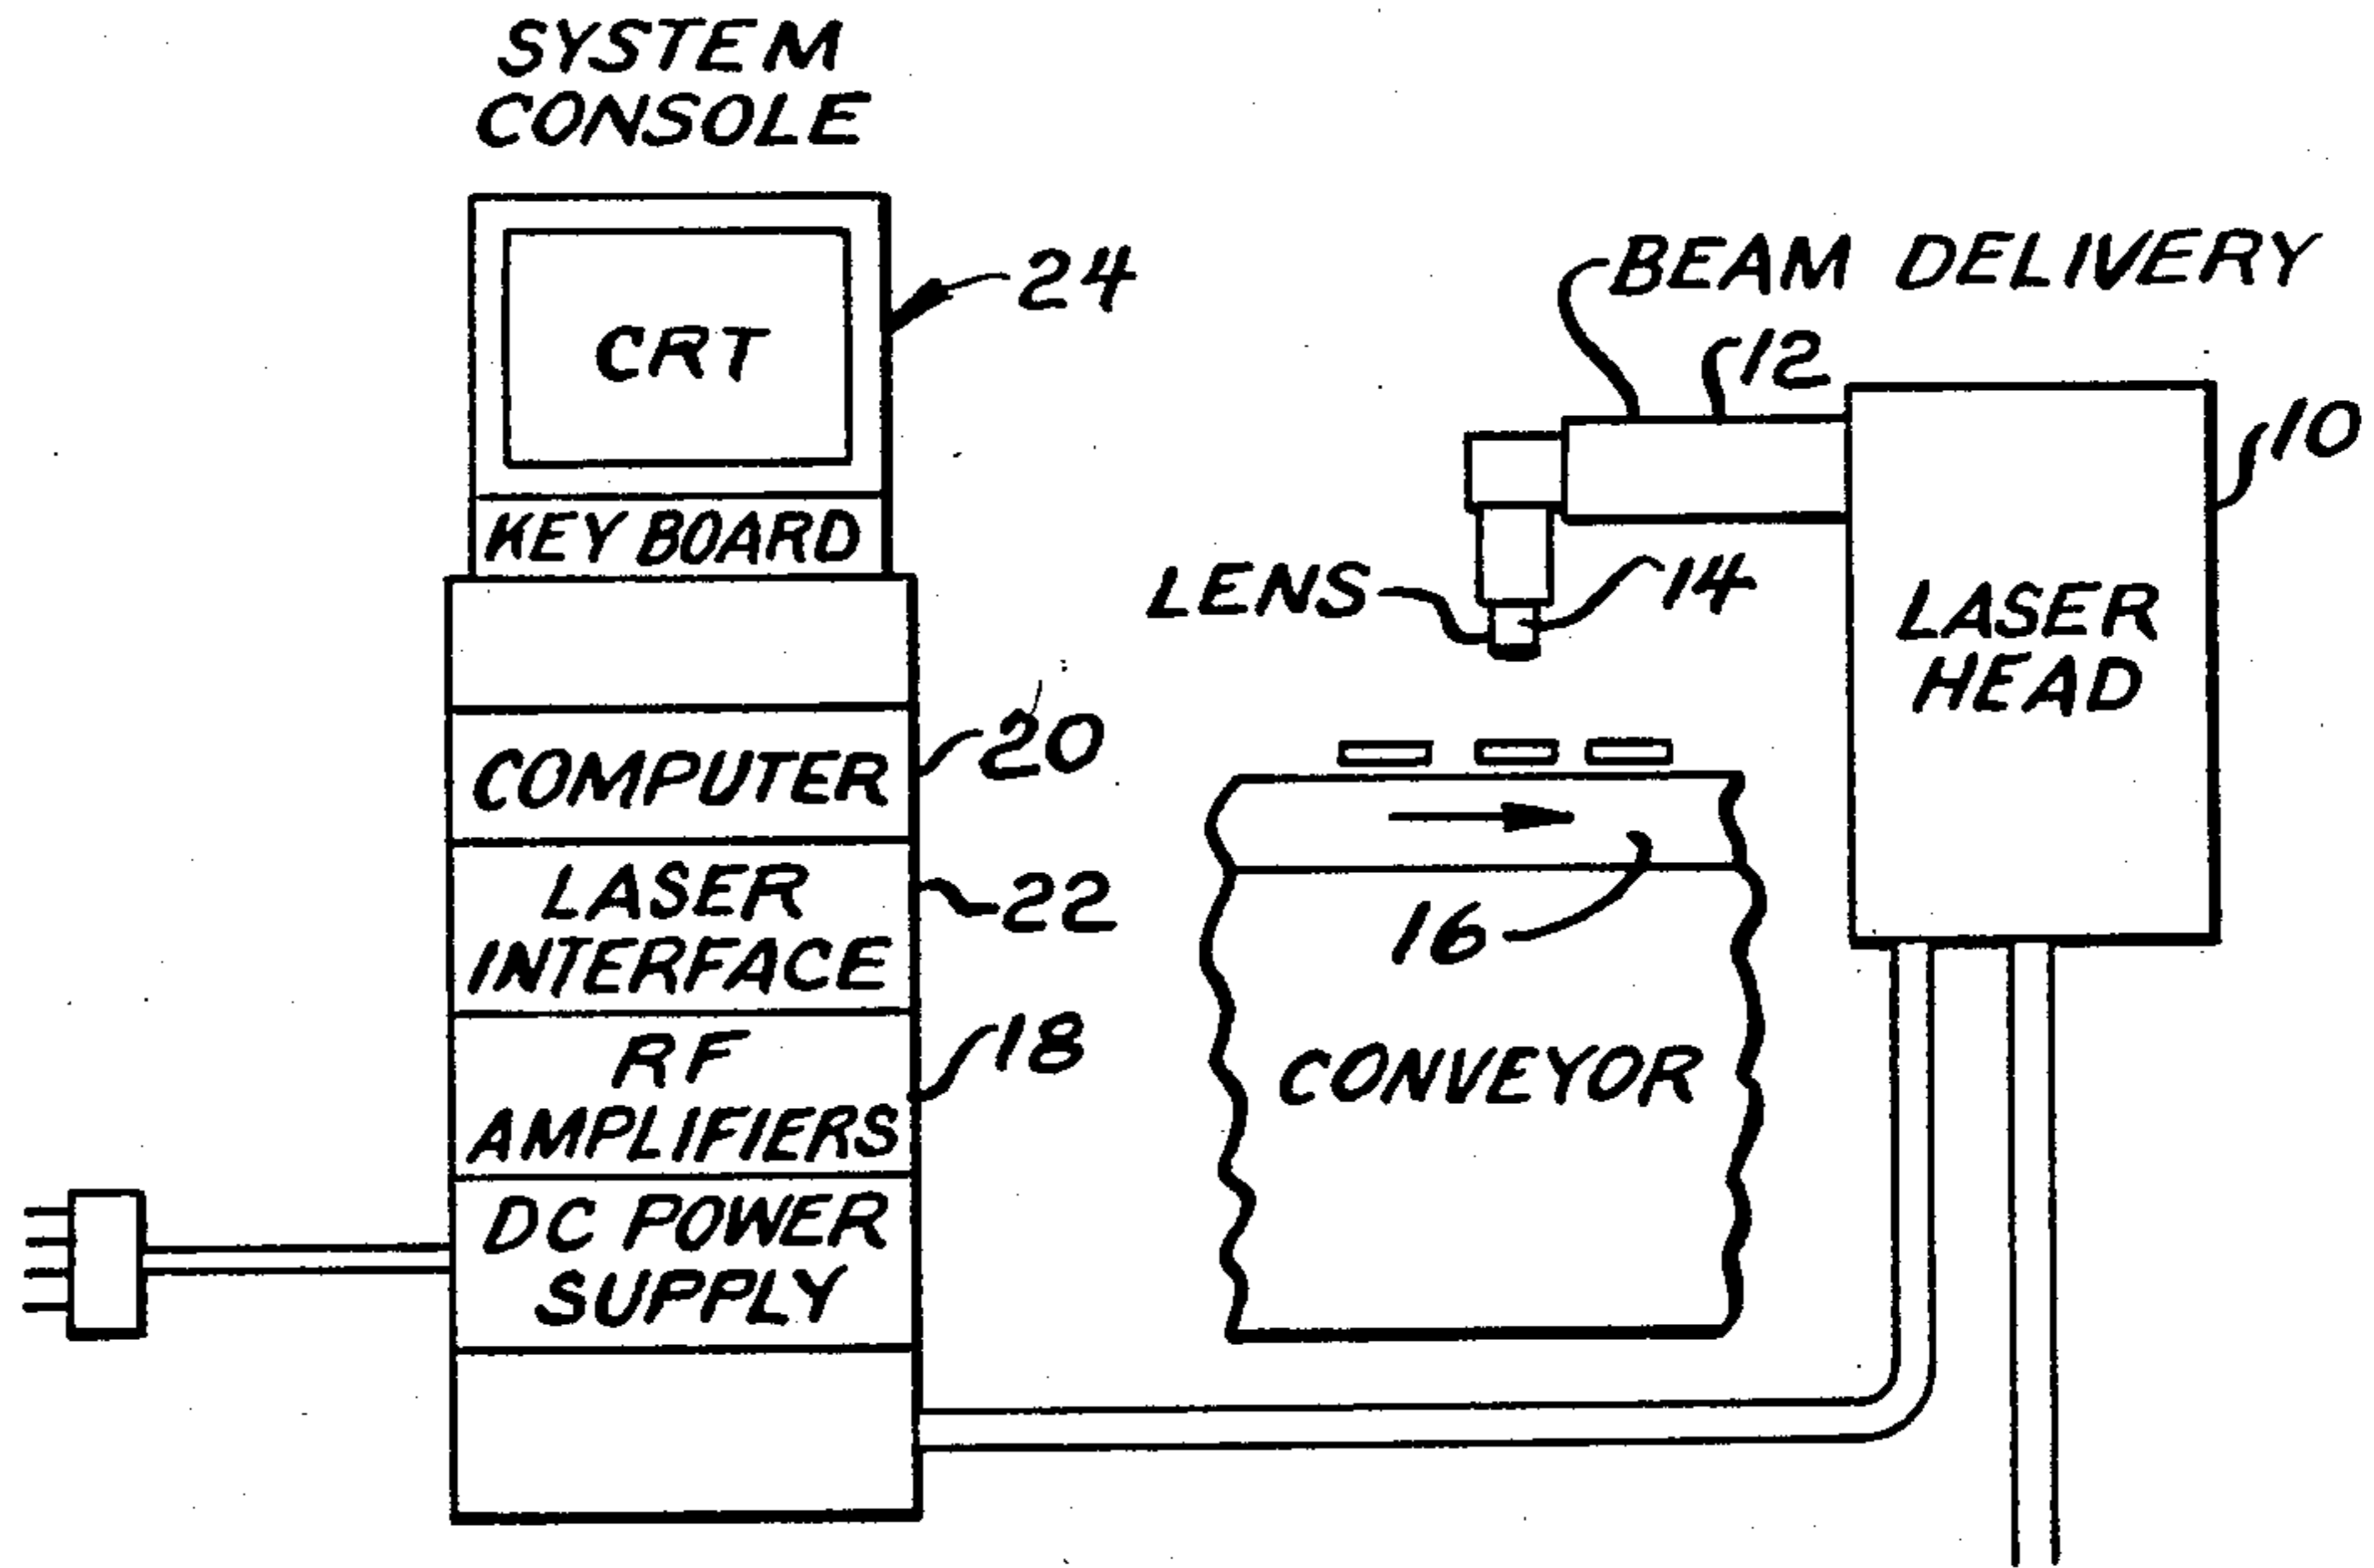 SYSTEM
CONSOLE
CRT
24
KEY BOARD
COMPUTER
20
LASER
INTERFACE
22
RF
AMPLIFIERS
18
DC POWER
SUPPLY
BEAM DELIVERY
12
10
LENS
14
LASER
HEAD
16
CONVEYOR